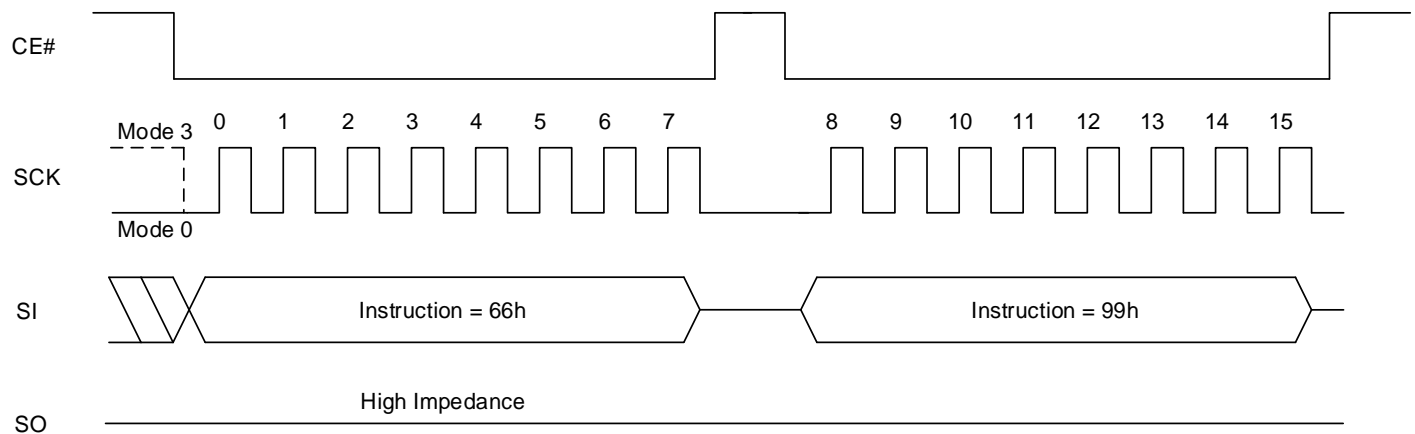 CE#
Mode 3
0 1 2 3 4 5 6 7 8 9 10 11 12 13 14 15
SCK
Mode 0
SI
Instruction = 66h
Instruction = 99h
High Impedance
SO